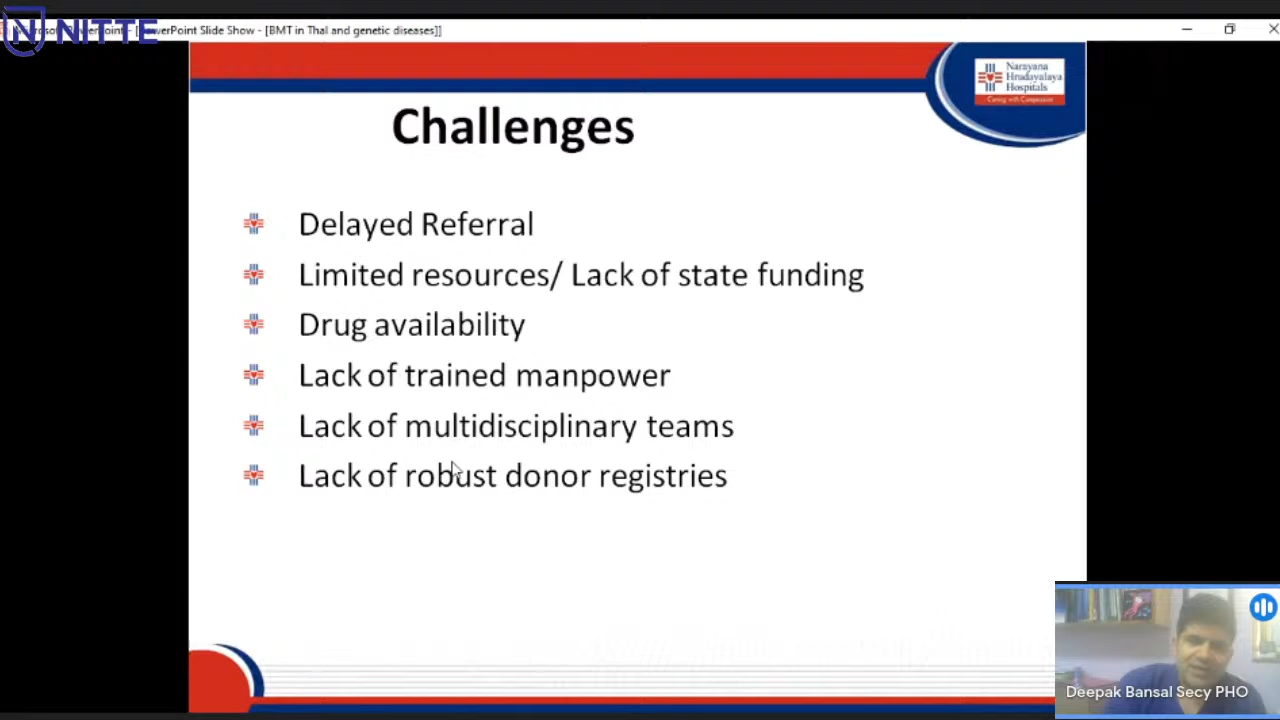 NITTE
PowerPoint Slide Show - [BMT in Thal and genetic diseases]]
Narayana
Hrudayalaya
Hospitals
Caring with Compassion
Challenges
Delayed Referral
Limited resources/ Lack of state funding
Drug availability
Lack of trained manpower
Lack of multidisciplinary teams
Lack of robust donor registries
Deepak Bansal Secy PHO